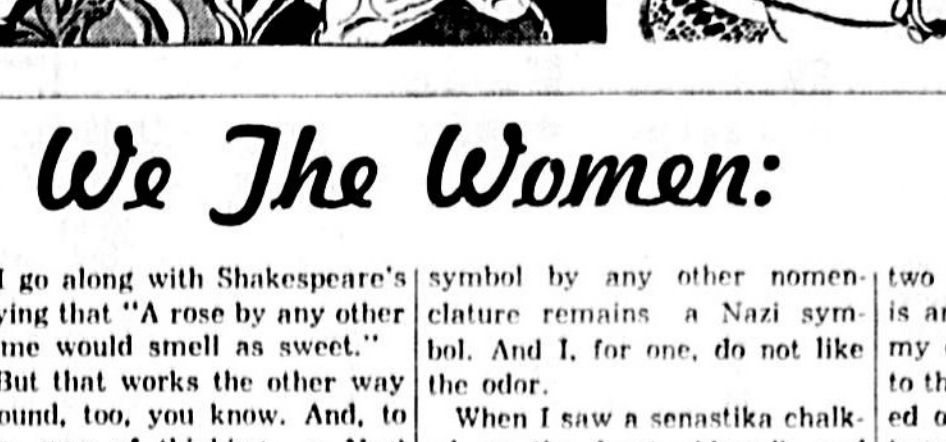 We The Women:
I go along with Shakespeare's
ying that "A rose by any other
me would smell as sweet."
But that works the other way
ound, too, you know. And, to
symbol by any other nomen-
clature remains a Nazi sym-
bol. And I, for one, do not like
the odor.
When I saw a senastika chalk-
two
is
my
to th
ed